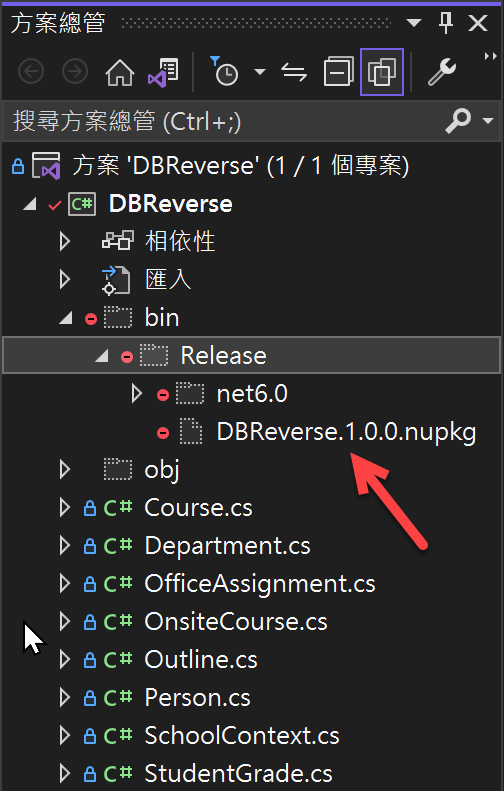 方案總管
搜尋方案總管 (Ctrl+;)
方案 'DBReverse' (1 / 1 個專案)
C# DBReverse
相依性
匯入
bin
Release
net6.0
DBReverse.1.0.0.nupkg
obj
C# Course.cs
C# Department.cs
C# OfficeAssignment.cs
C# OnsiteCourse.cs
C# Outline.cs
C# Person.cs
C# SchoolContext.cs
C# StudentGrade.cs